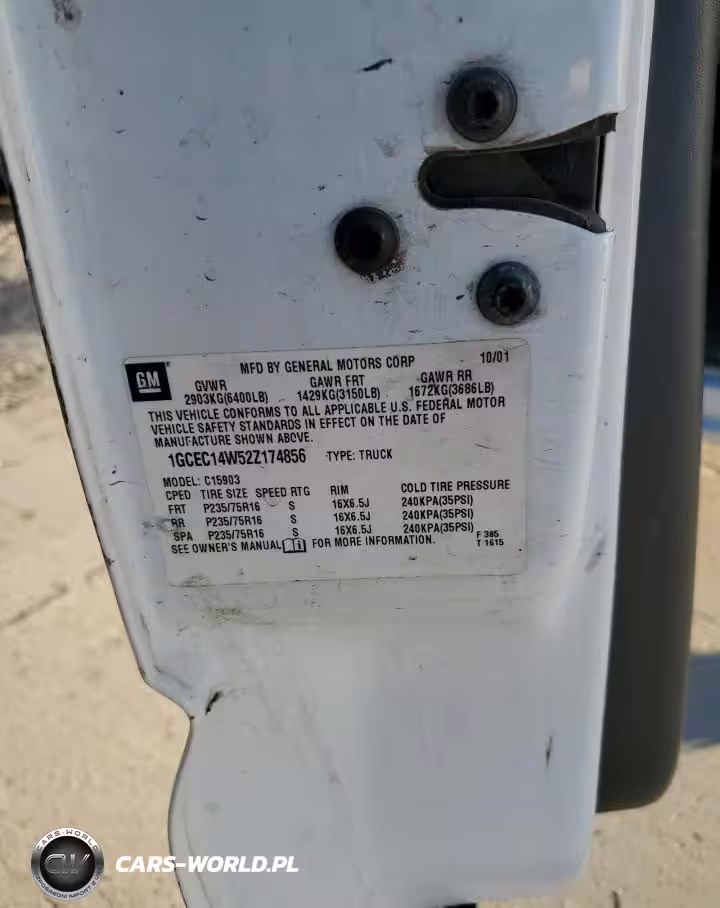 GM
MFD BY GENERAL MOTORS CORP 10/01
GVWR GAWR FRT GAWR RR
2903KG(6400LB) 1429KG(3150LB) 1672KG(3686LB)
THIS VEHICLE CONFORMS TO ALL APPLICABLE U.S. FEDERAL MOTOR
VEHICLE SAFETY STANDARDS IN EFFECT ON THE DATE OF
MANUFACTURE SHOWN ABOVE.
1GCEC14W52Z174856 TYPE: TRUCK
MODEL: C15903
CPED TIRE SIZE SPEED RTG RIM COLD TIRE PRESSURE
FRT P235/75R16 S 16X6.5J 240KPA(35PSI)
RR P235/75R16 S 16X6.5J 240KPA(35PSI)
SPA P235/75R16 S 16X6.5J 240KPA(35PSI)
SEE OWNER'S MANUAL FOR MORE INFORMATION.
F 385
T 1615
CARS-WORLD
CW
CARS-WORLD.PL